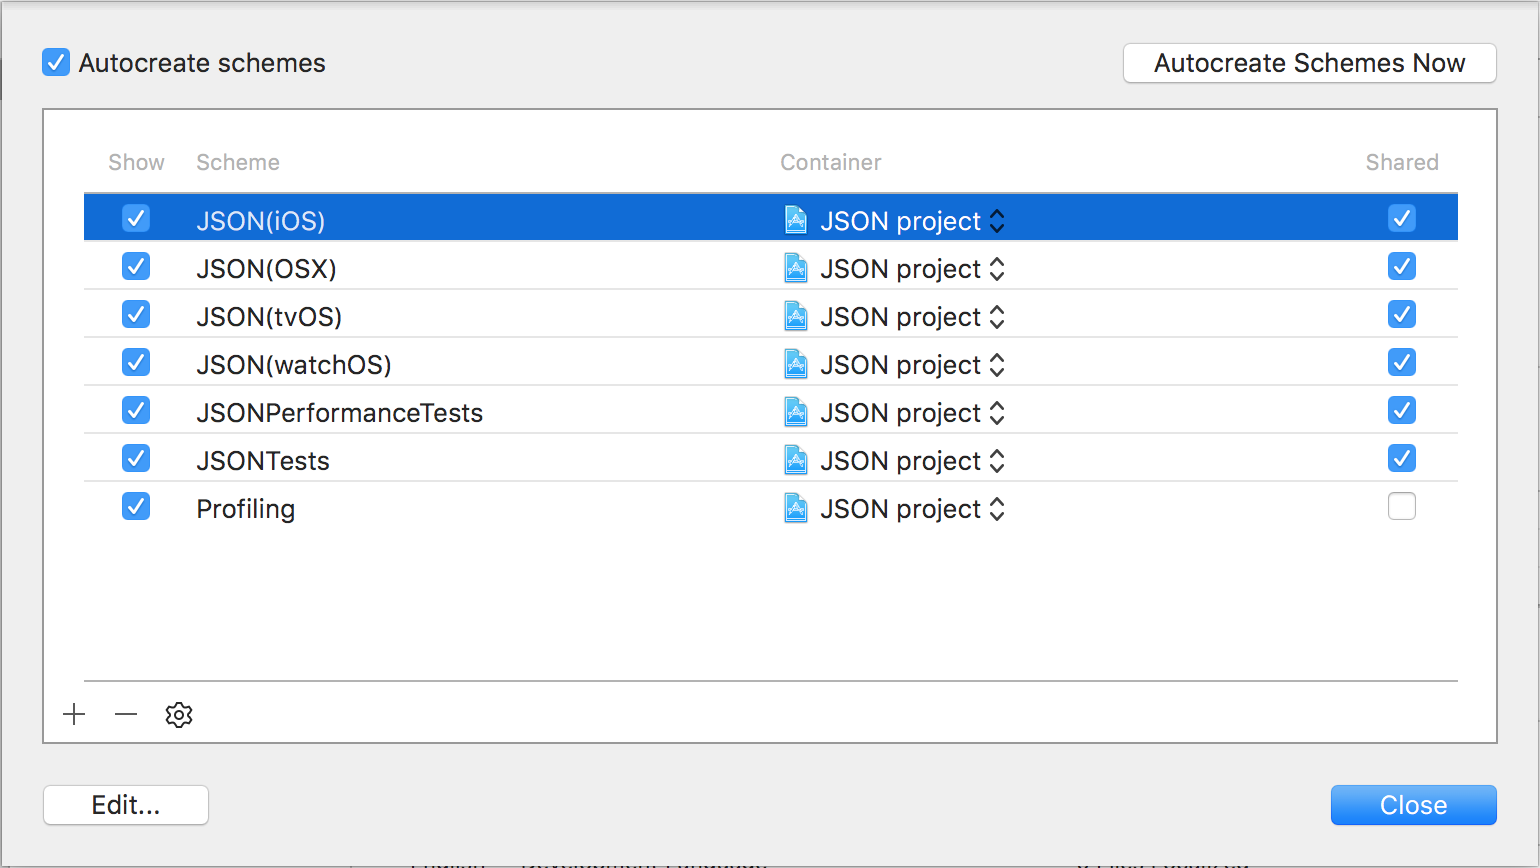 Autocreate schemes
Autocreate Schemes Now
Show Scheme Container Shared
JSON(iOS) JSON project
JSON(OSX) JSON project
JSON(tvOS) JSON project
JSON(watchOS) JSON project
JSONPerformanceTests JSON project
JSONTests JSON project
Profiling JSON project
Edit...
Close